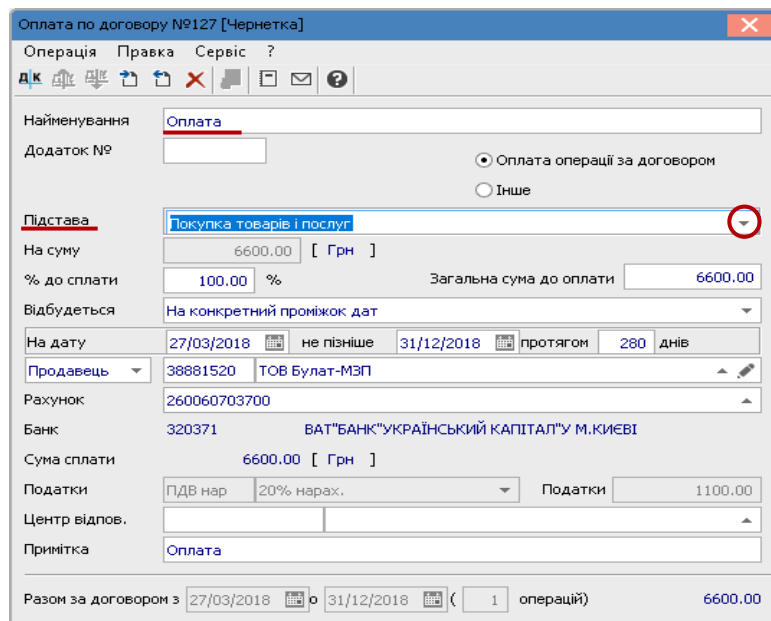 Оплата по договору №127 [Чернетка]
Операція Правка Сервіс ?
Найменування Оплата
Додаток №
Оплата операції за договором
Інше
Підстава Покупка товарів і послуг
На суму 6600.00 [ Грн ]
% до сплати 100.00 % Загальна сума до оплати 6600.00
Відбудеться На конкретний проміжок дат
На дату 27/03/2018 не пізніше 31/12/2018 протягом 280 днів
Продавець 38881520 ТОВ Булат-МЗП
Рахунок 260060703700
Банк 320371 ВАТ"БАНК"УКРАЇНСЬКИЙ КАПІТАЛ"У М.КИЄВІ
Сума сплати 6600.00 [ Грн ]
Податки ПДВ нар 20% нарах. Податки 1100.00
Центр відпов.
Примітка Оплата
Разом за договором з 27/03/2018 о 31/12/2018 ( 1 операцій) 6600.00